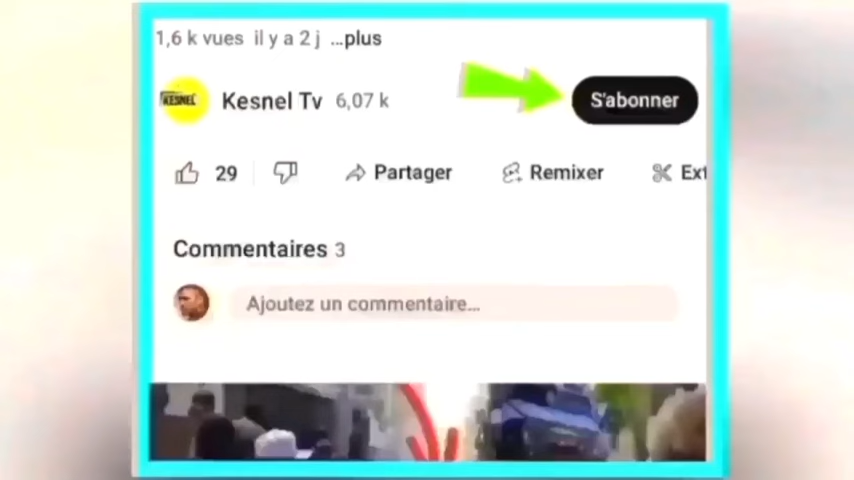 1,6 k vues il y a 2 j ...plus
KESNEL Kesnel Tv 6,07 k S'abonner
29 Partager Remixer Ext
Commentaires 3
Ajoutez un commentaire...